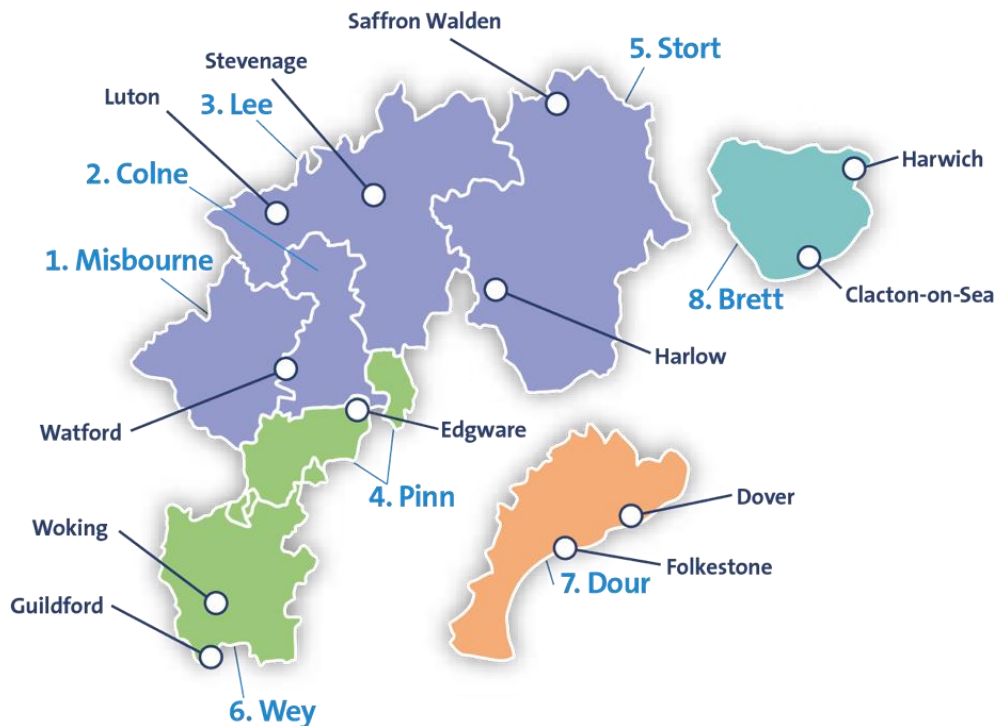 Saffron Walden
5. Stort
Stevenage
Luton
3. Lee
Harwich
2. Colne
1. Misbourne
8. Brett
Clacton-on-Sea
Harlow
Watford
Edgware
4. Pinn
Dover
Woking
Folkestone
7. Dour
Guildford
6. Wey